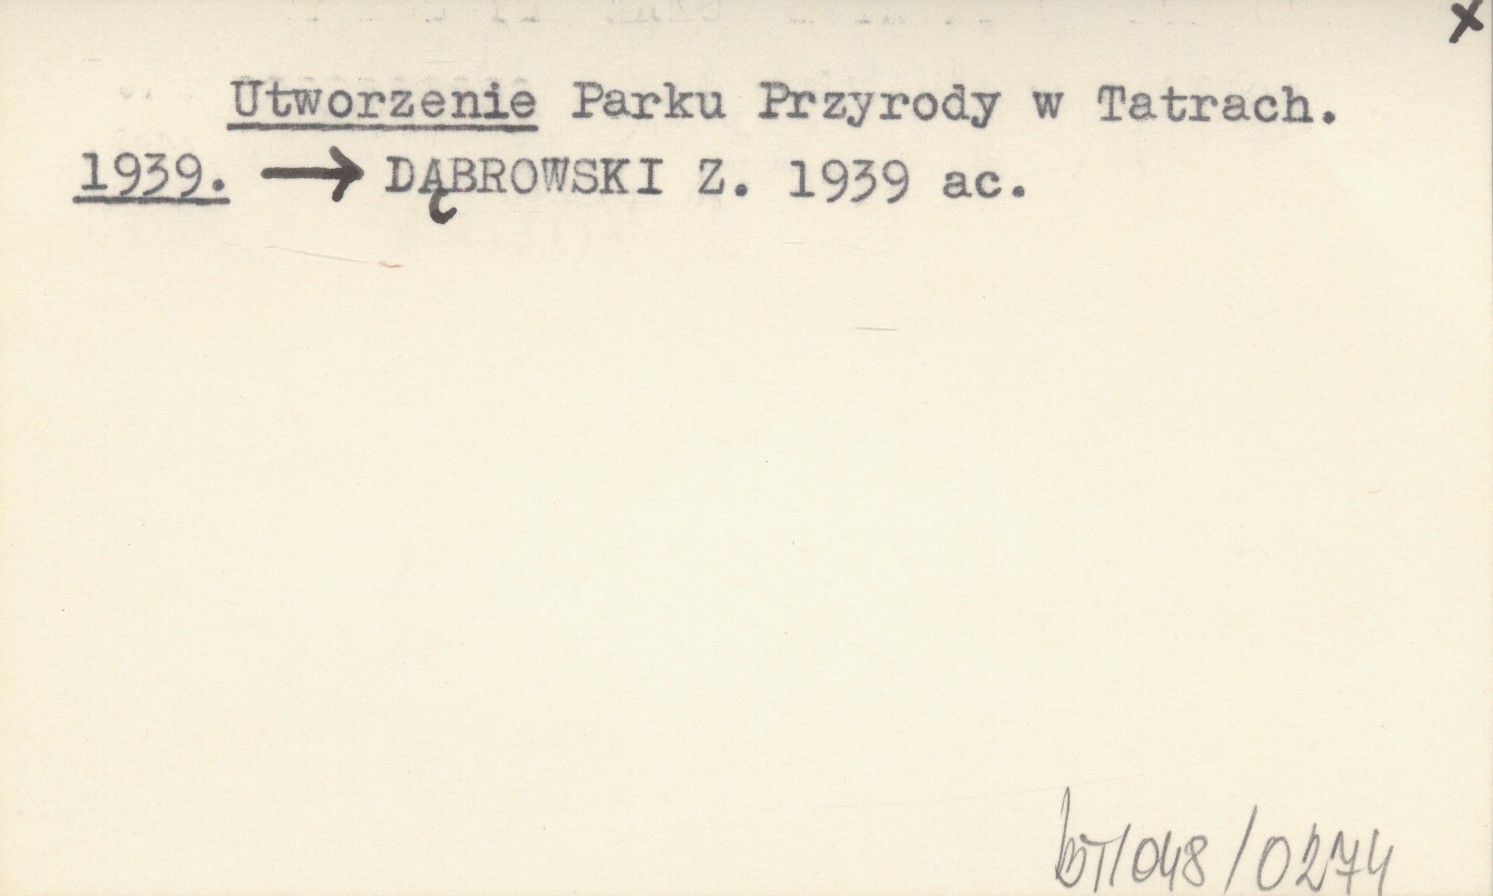 x
Utworzenie Parku Przyrody w Tatrach.
1939. → DĄBROWSKI Z. 1939 ac.
bT/048/0274